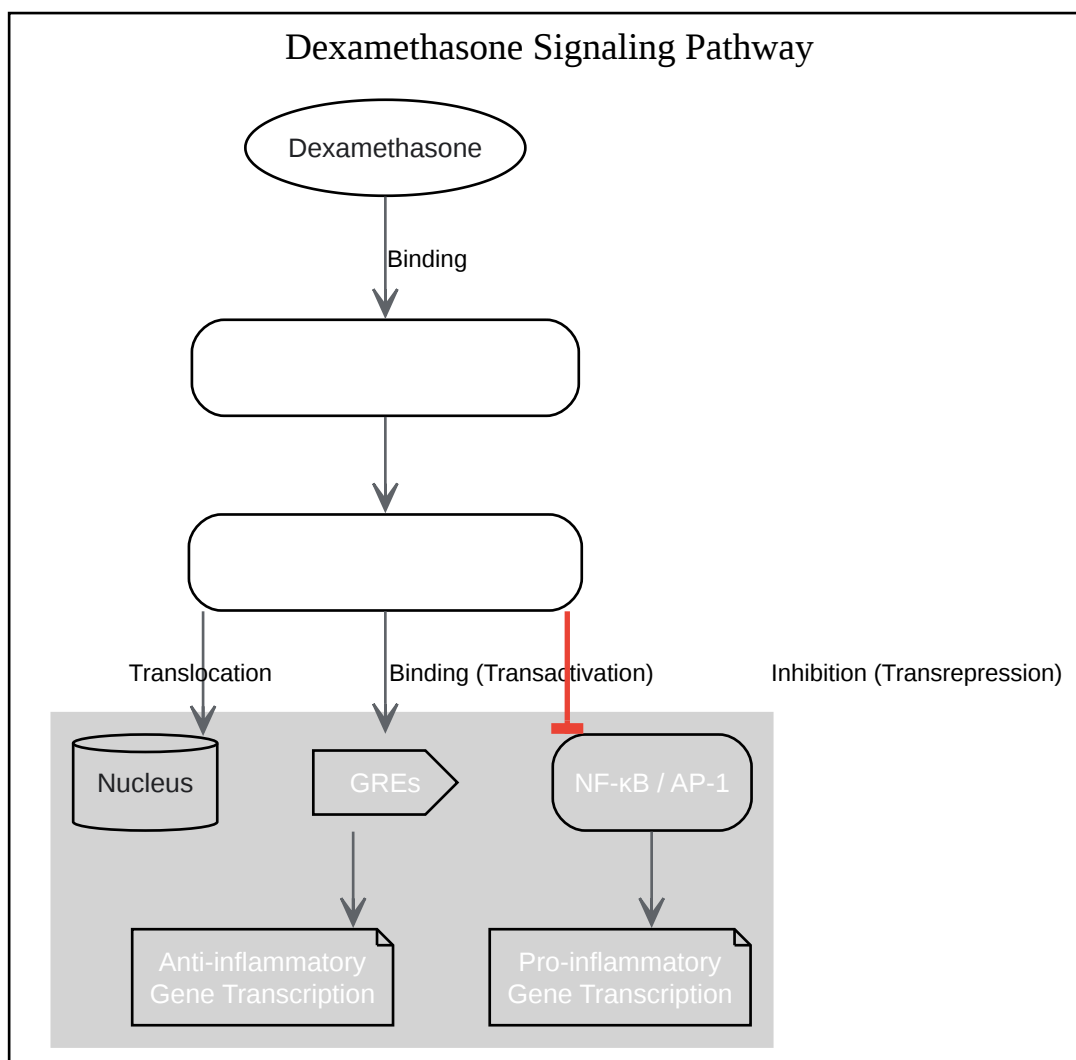 Dexamethasone Signaling Pathway
Dexamethasone
Binding
Translocation
Binding (Transactivation)
Inhibition (Transrepression)
Nucleus
GREs
NF-κB / AP-1
Anti-inflammatory
Gene Transcription
Pro-inflammatory
Gene Transcription